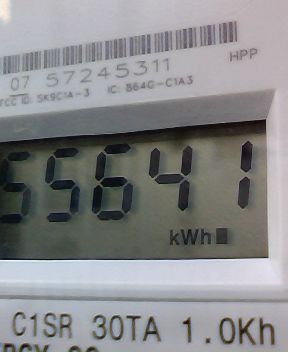 HPP
07 57245311
FCC ID: SK9C1A-3 IC: 864G-C1A3
55641
kWh
C1SR 30TA 1.0Kh